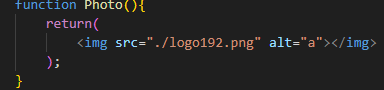 function Photo(){
return(
<img src="./logo192.png" alt="a"></img>
);
}